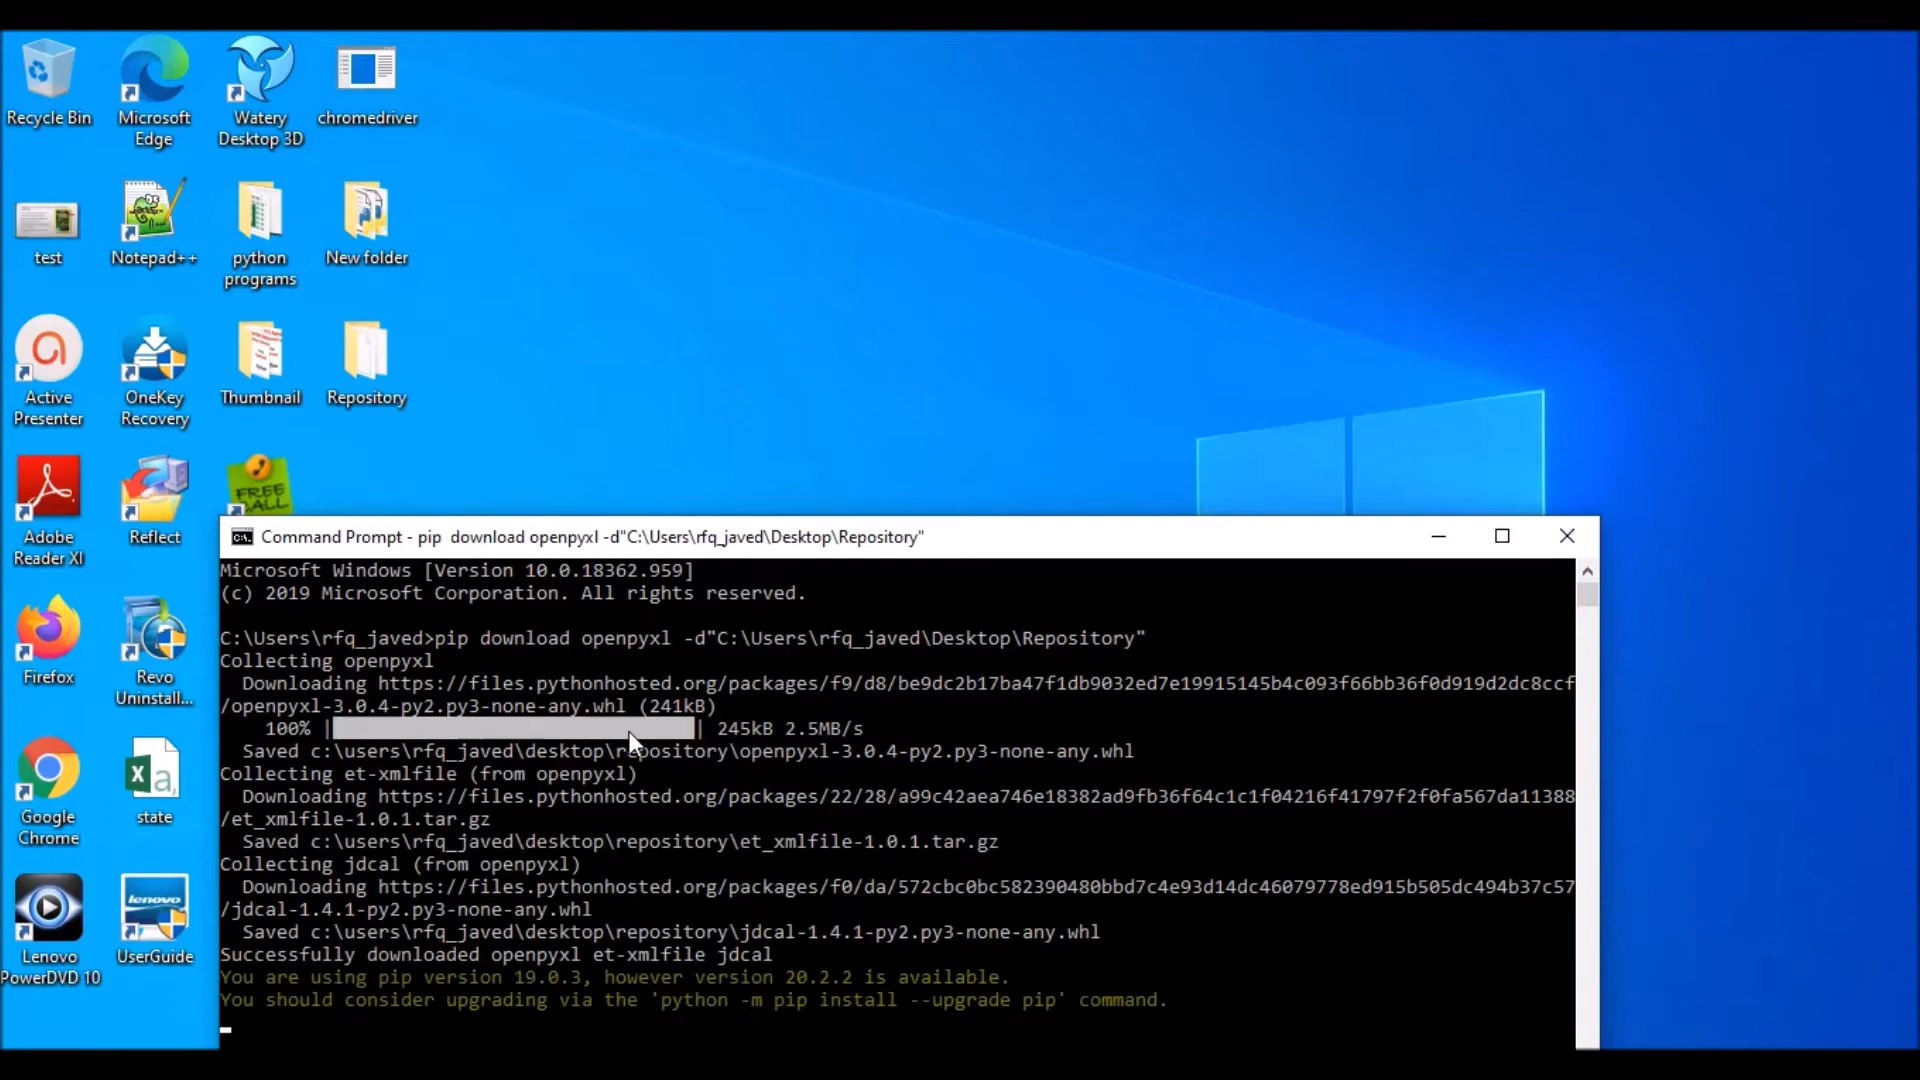 Recycle Bin
Microsoft
Edge
Watery
Desktop 3D
chromedriver
test
Notepad++
python
programs
New folder
Active
Presenter
OneKey
Recovery
Thumbnail
Repository
Adobe
Reader XI
Reflect
FREE
CALL
Firefox
Revo
Uninstall...
Google
Chrome
state
Lenovo
PowerDVD 10
lenovo
UserGuide
Command Prompt - pip  download openpyxl -d"C:\Users\rfq_javed\Desktop\Repository"
Microsoft Windows [Version 10.0.18362.959]
(c) 2019 Microsoft Corporation. All rights reserved.
C:\Users\rfq_javed>pip download openpyxl -d"C:\Users\rfq_javed\Desktop\Repository"
Collecting openpyxl
Downloading https://files.pythonhosted.org/packages/f9/d8/be9dc2b17ba47f1db9032ed7e19915145b4c093f66bb36f0d919d2dc8ccf
/openpyxl-3.0.4-py2.py3-none-any.whl (241kB)
100% |                                | 245kB 2.5MB/s
Saved c:\users\rfq_javed\desktop\repository\openpyxl-3.0.4-py2.py3-none-any.whl
Collecting et-xmlfile (from openpyxl)
Downloading https://files.pythonhosted.org/packages/22/28/a99c42aea746e18382ad9fb36f64c1c1f04216f41797f2f0fa567da11388
/et_xmlfile-1.0.1.tar.gz
Saved c:\users\rfq_javed\desktop\repository\et_xmlfile-1.0.1.tar.gz
Collecting jdcal (from openpyxl)
Downloading https://files.pythonhosted.org/packages/f0/da/572cbc0bc582390480bbd7c4e93d14dc46079778ed915b505dc494b37c57
/jdcal-1.4.1-py2.py3-none-any.whl
Saved c:\users\rfq_javed\desktop\repository\jdcal-1.4.1-py2.py3-none-any.whl
Successfully downloaded openpyxl et-xmlfile jdcal
You are using pip version 19.0.3, however version 20.2.2 is available.
You should consider upgrading via the 'python -m pip install --upgrade pip' command.